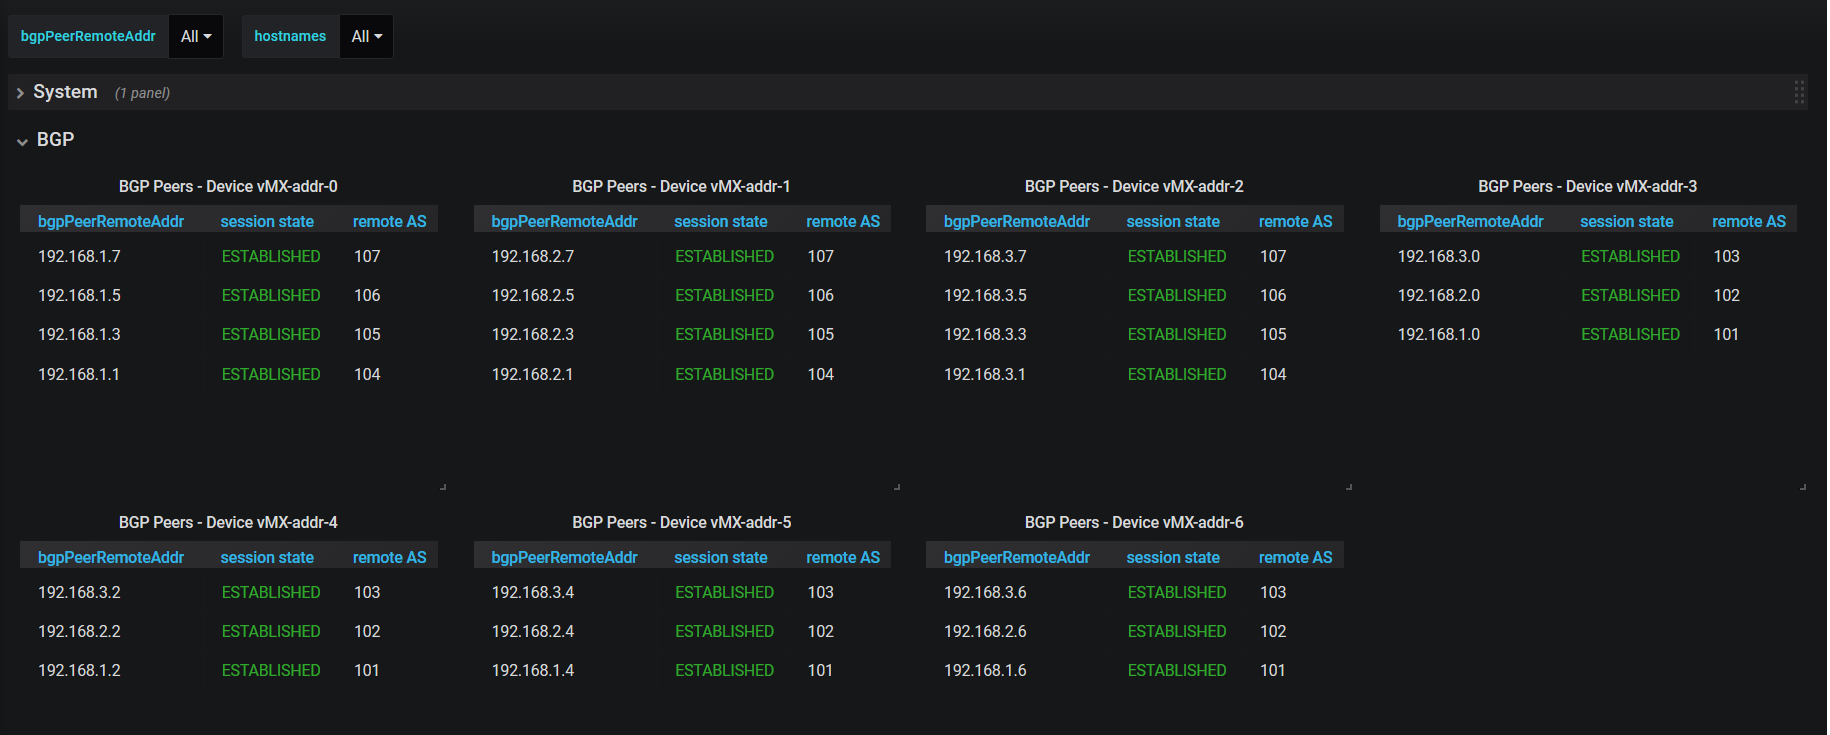 bgpPeerRemoteAddr All hostnames All
System (1 panel)
BGP
BGP Peers - Device vMX-addr-0
bgpPeerRemoteAddr session state remote AS
192.168.1.7 ESTABLISHED 107
192.168.1.5 ESTABLISHED 106
192.168.1.3 ESTABLISHED 105
192.168.1.1 ESTABLISHED 104
BGP Peers - Device vMX-addr-1
bgpPeerRemoteAddr session state remote AS
192.168.2.7 ESTABLISHED 107
192.168.2.5 ESTABLISHED 106
192.168.2.3 ESTABLISHED 105
192.168.2.1 ESTABLISHED 104
BGP Peers - Device vMX-addr-2
bgpPeerRemoteAddr session state remote AS
192.168.3.7 ESTABLISHED 107
192.168.3.5 ESTABLISHED 106
192.168.3.3 ESTABLISHED 105
192.168.3.1 ESTABLISHED 104
BGP Peers - Device vMX-addr-3
bgpPeerRemoteAddr session state remote AS
192.168.3.0 ESTABLISHED 103
192.168.2.0 ESTABLISHED 102
192.168.1.0 ESTABLISHED 101
BGP Peers - Device vMX-addr-4
bgpPeerRemoteAddr session state remote AS
192.168.3.2 ESTABLISHED 103
192.168.2.2 ESTABLISHED 102
192.168.1.2 ESTABLISHED 101
BGP Peers - Device vMX-addr-5
bgpPeerRemoteAddr session state remote AS
192.168.3.4 ESTABLISHED 103
192.168.2.4 ESTABLISHED 102
192.168.1.4 ESTABLISHED 101
BGP Peers - Device vMX-addr-6
bgpPeerRemoteAddr session state remote AS
192.168.3.6 ESTABLISHED 103
192.168.2.6 ESTABLISHED 102
192.168.1.6 ESTABLISHED 101